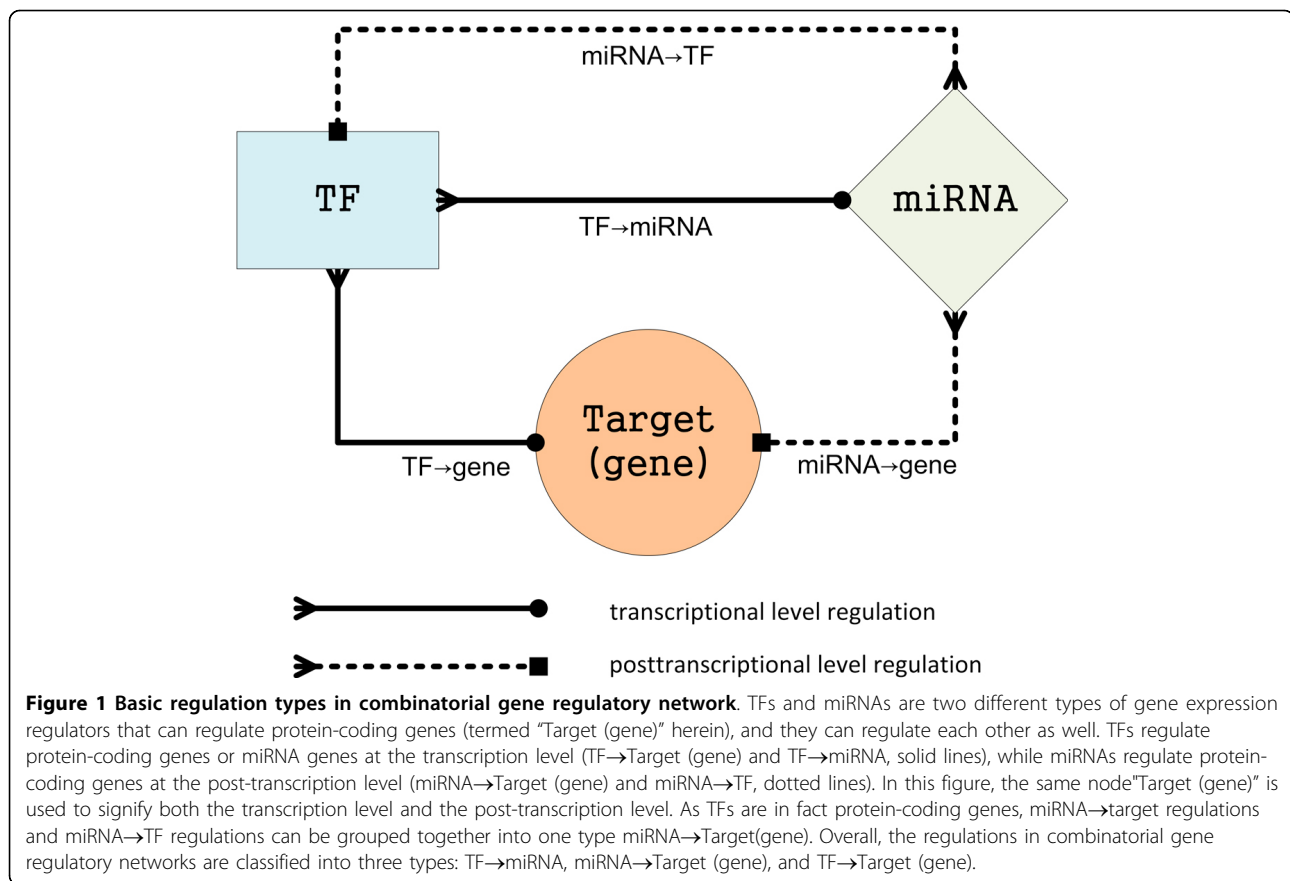 miRNA→TF
TF
miRNA
TF→miRNA
Target
(gene)
TF→gene
miRNA→gene
transcriptional level regulation
posttranscriptional level regulation
Figure 1 Basic regulation types in combinatorial gene regulatory network. TFs and miRNAs are two different types of gene expression
regulators that can regulate protein-coding genes (termed “Target (gene)” herein), and they can regulate each other as well. TFs regulate
protein-coding genes or miRNA genes at the transcription level (TF→Target (gene) and TF→miRNA, solid lines), while miRNAs regulate protein-
coding genes at the post-transcription level (miRNA→Target (gene) and miRNA→TF, dotted lines). In this figure, the same node"Target (gene)” is
used to signify both the transcription level and the post-transcription level. As TFs are in fact protein-coding genes, miRNA→target regulations
and miRNA→TF regulations can be grouped together into one type miRNA→Target(gene). Overall, the regulations in combinatorial gene
regulatory networks are classified into three types: TF→miRNA, miRNA→Target (gene), and TF→Target (gene).